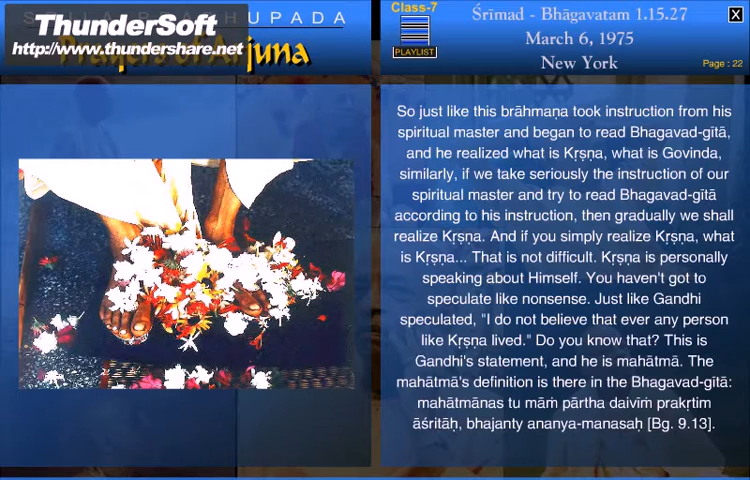 ThunderSoft
http://www.thundershare.net
PRABHUPADA
Prayers of Arjuna
Class-7
PLAYLIST
Śrīmad - Bhāgavatam 1.15.27
March 6, 1975
New York
X
Page : 22
So just like this brāhmaṇa took instruction from his
spiritual master and began to read Bhagavad-gītā,
and he realized what is Kṛṣṇa, what is Govinda,
similarly, if we take seriously the instruction of our
spiritual master and try to read Bhagavad-gītā
according to his instruction, then gradually we shall
realize Kṛṣṇa. And if you simply realize Kṛṣṇa, what
is Kṛṣṇa... That is not difficult. Kṛṣṇa is personally
speaking about Himself. You haven't got to
speculate like nonsense. Just like Gandhi
speculated, "I do not believe that ever any person
like Kṛṣṇa lived." Do you know that? This is
Gandhi's statement, and he is mahātmā. The
mahātmā's definition is there in the Bhagavad-gītā:
mahātmānas tu māṁ pārtha daivīṁ prakṛtim
āśritāḥ, bhajanty ananya-manasaḥ [Bg. 9.13].